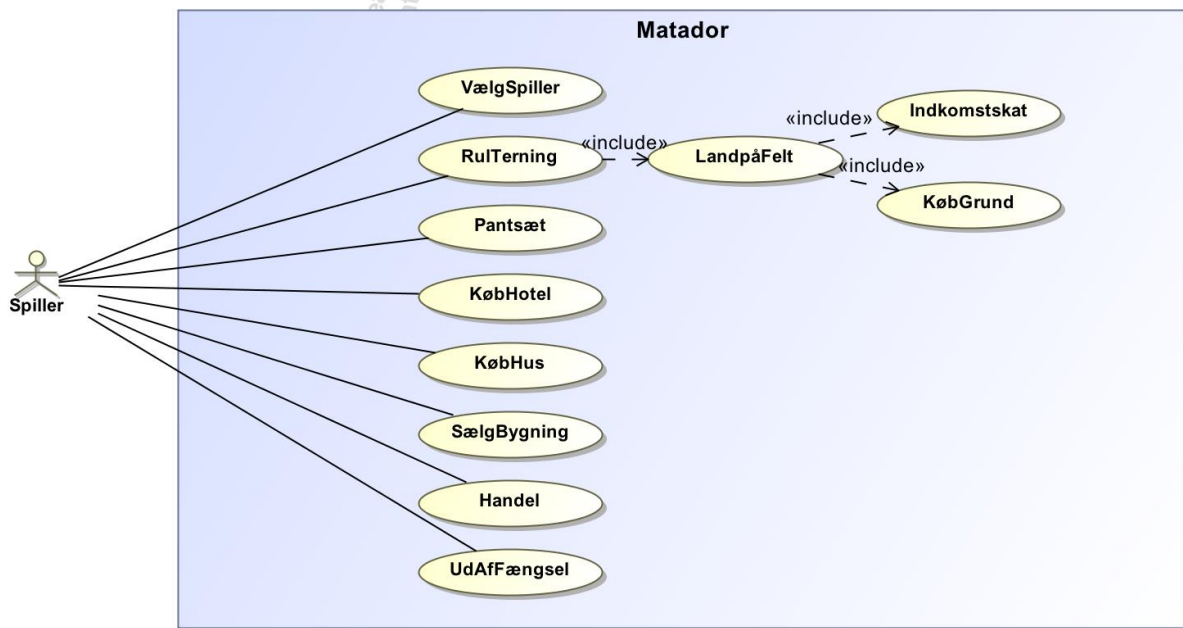 Matador
VælgSpiller
Indkomstskat
«include»
«include»
RulTerning
LandpåFelt
«include»
KøbGrund
Pantsæt
Spiller
KøbHotel
KøbHus
SælgBygning
Handel
UdAfFængsel